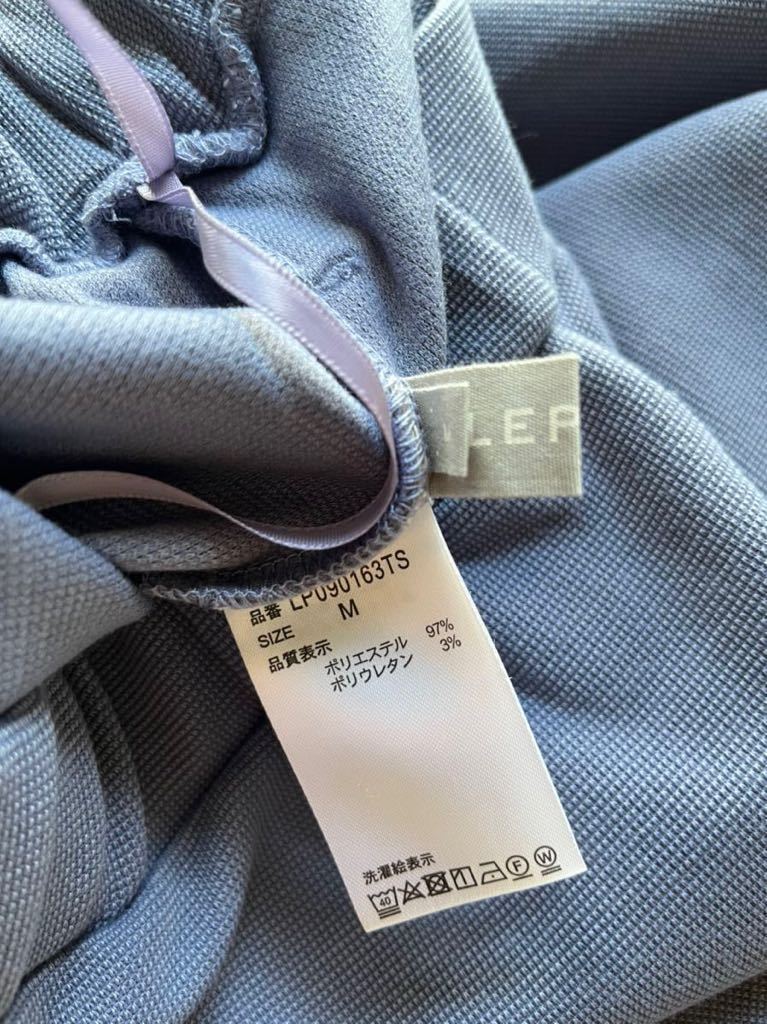 LEP
品番 LP090163TS
SIZE M
品質表示
ポリエステル 97%
ポリウレタン 3%
洗濯絵表示
40 F W